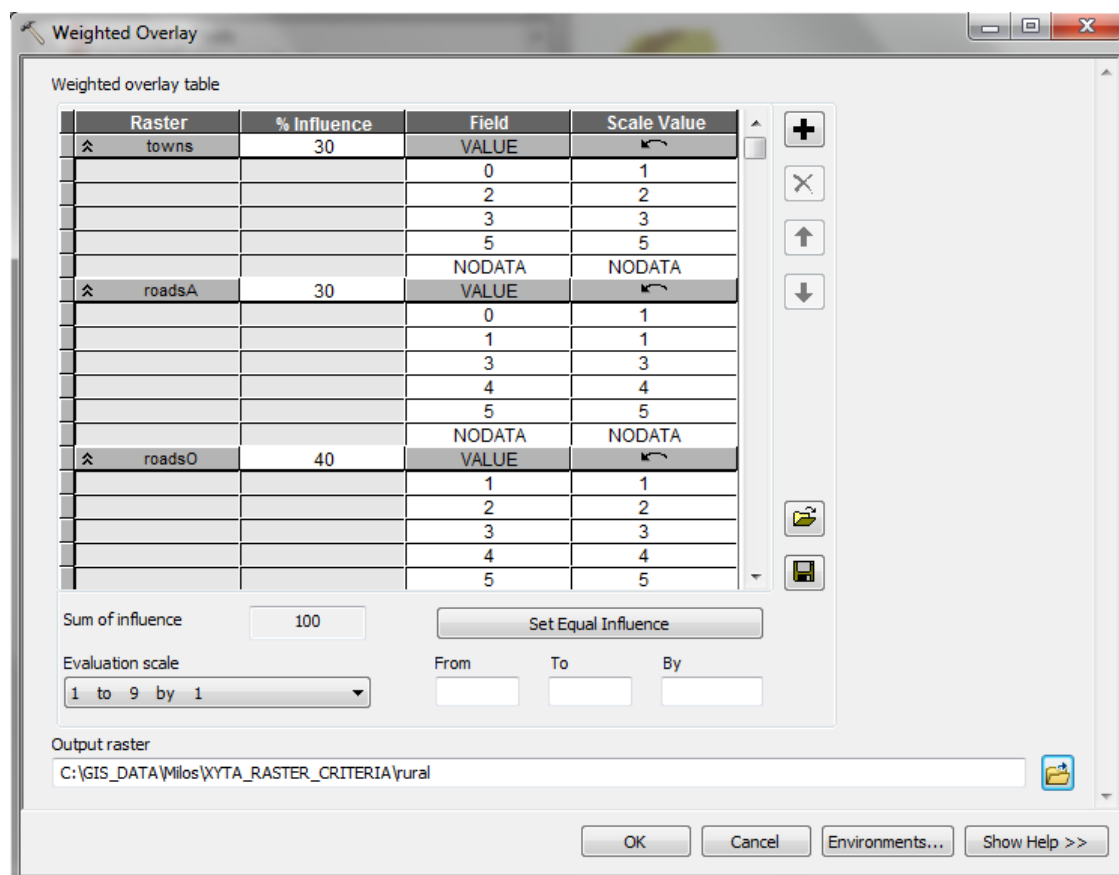 Weighted Overlay
Weighted overlay table
Raster % Influence Field Scale Value
towns 30 VALUE
0 1
2 2
3 3
5 5
NODATA NODATA
roadsA 30 VALUE
0 1
1 1
3 3
4 4
5 5
NODATA NODATA
roadsO 40 VALUE
1 1
2 2
3 3
4 4
5 5
Sum of influence 100 Set Equal Influence
Evaluation scale From To By
1 to 9 by 1
Output raster
C:\GIS_DATA\Milos\XYTA_RASTER_CRITERIA\rural
OK Cancel Environments... Show Help >>